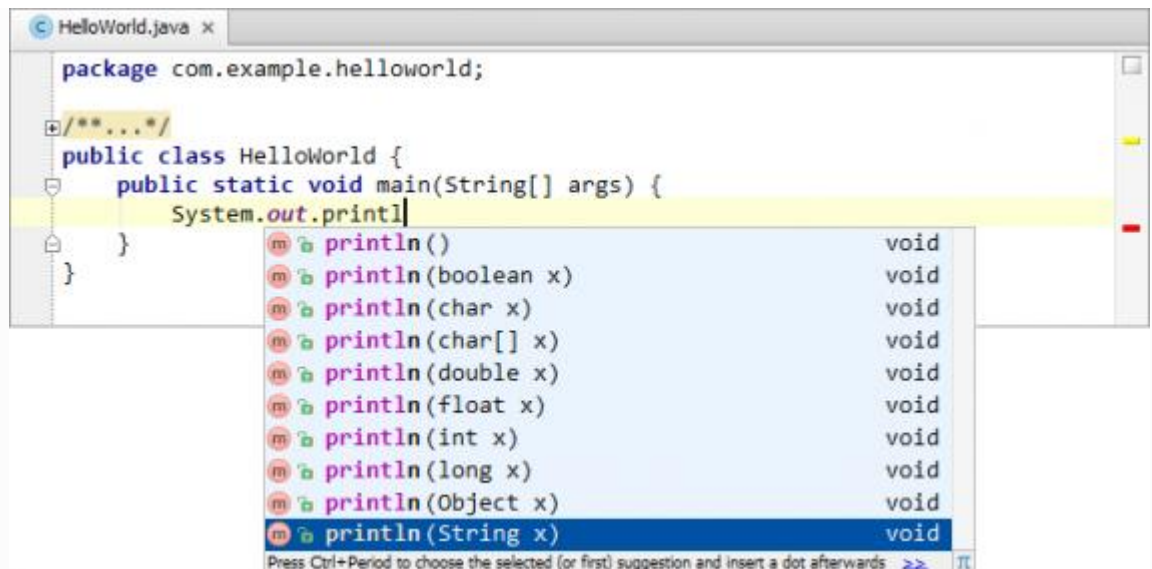 HelloWorld.java ×
package com.example.helloworld;
/**...*/
public class HelloWorld {
public static void main(String[] args) {
System.out.printl
}
}
println() void
println(boolean x) void
println(char x) void
println(char[] x) void
println(double x) void
println(float x) void
println(int x) void
println(long x) void
println(Object x) void
println(String x) void
Press Ctrl+Period to choose the selected (or first) suggestion and insert a dot afterwards >> π